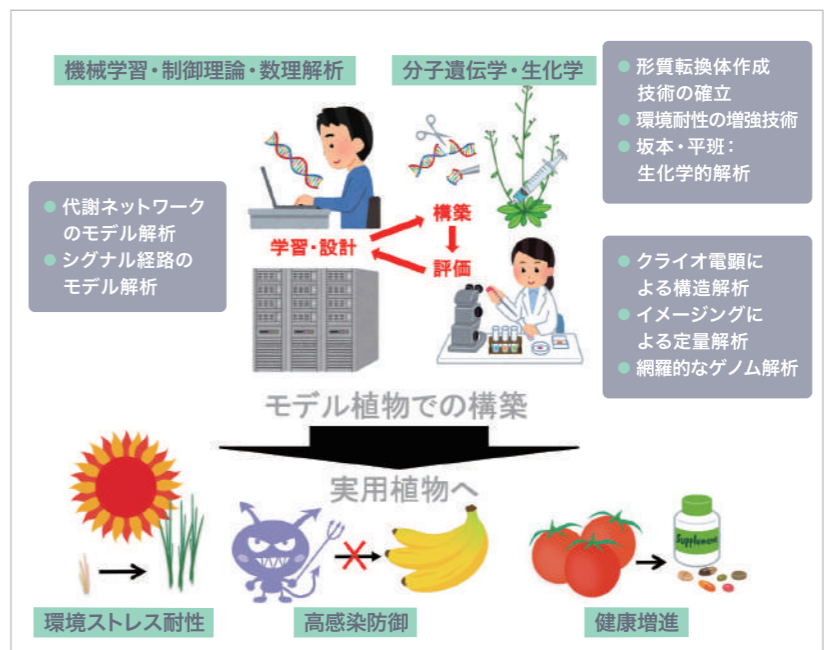 機械学習・制御理論・数理解析
分子遺伝学・生化学
● 形質転換体作成
技術の確立
● 環境耐性の増強技術
● 坂本・平班：
生化学的解析
● 代謝ネットワーク
のモデル解析
● シグナル経路の
モデル解析
構築
学習・設計
評価
● クライオ電顕に
よる構造解析
● イメージングに
よる定量解析
● 網羅的なゲノム解析
モデル植物での構築
実用植物へ
Supplement
環境ストレス耐性
高感染防御
健康増進